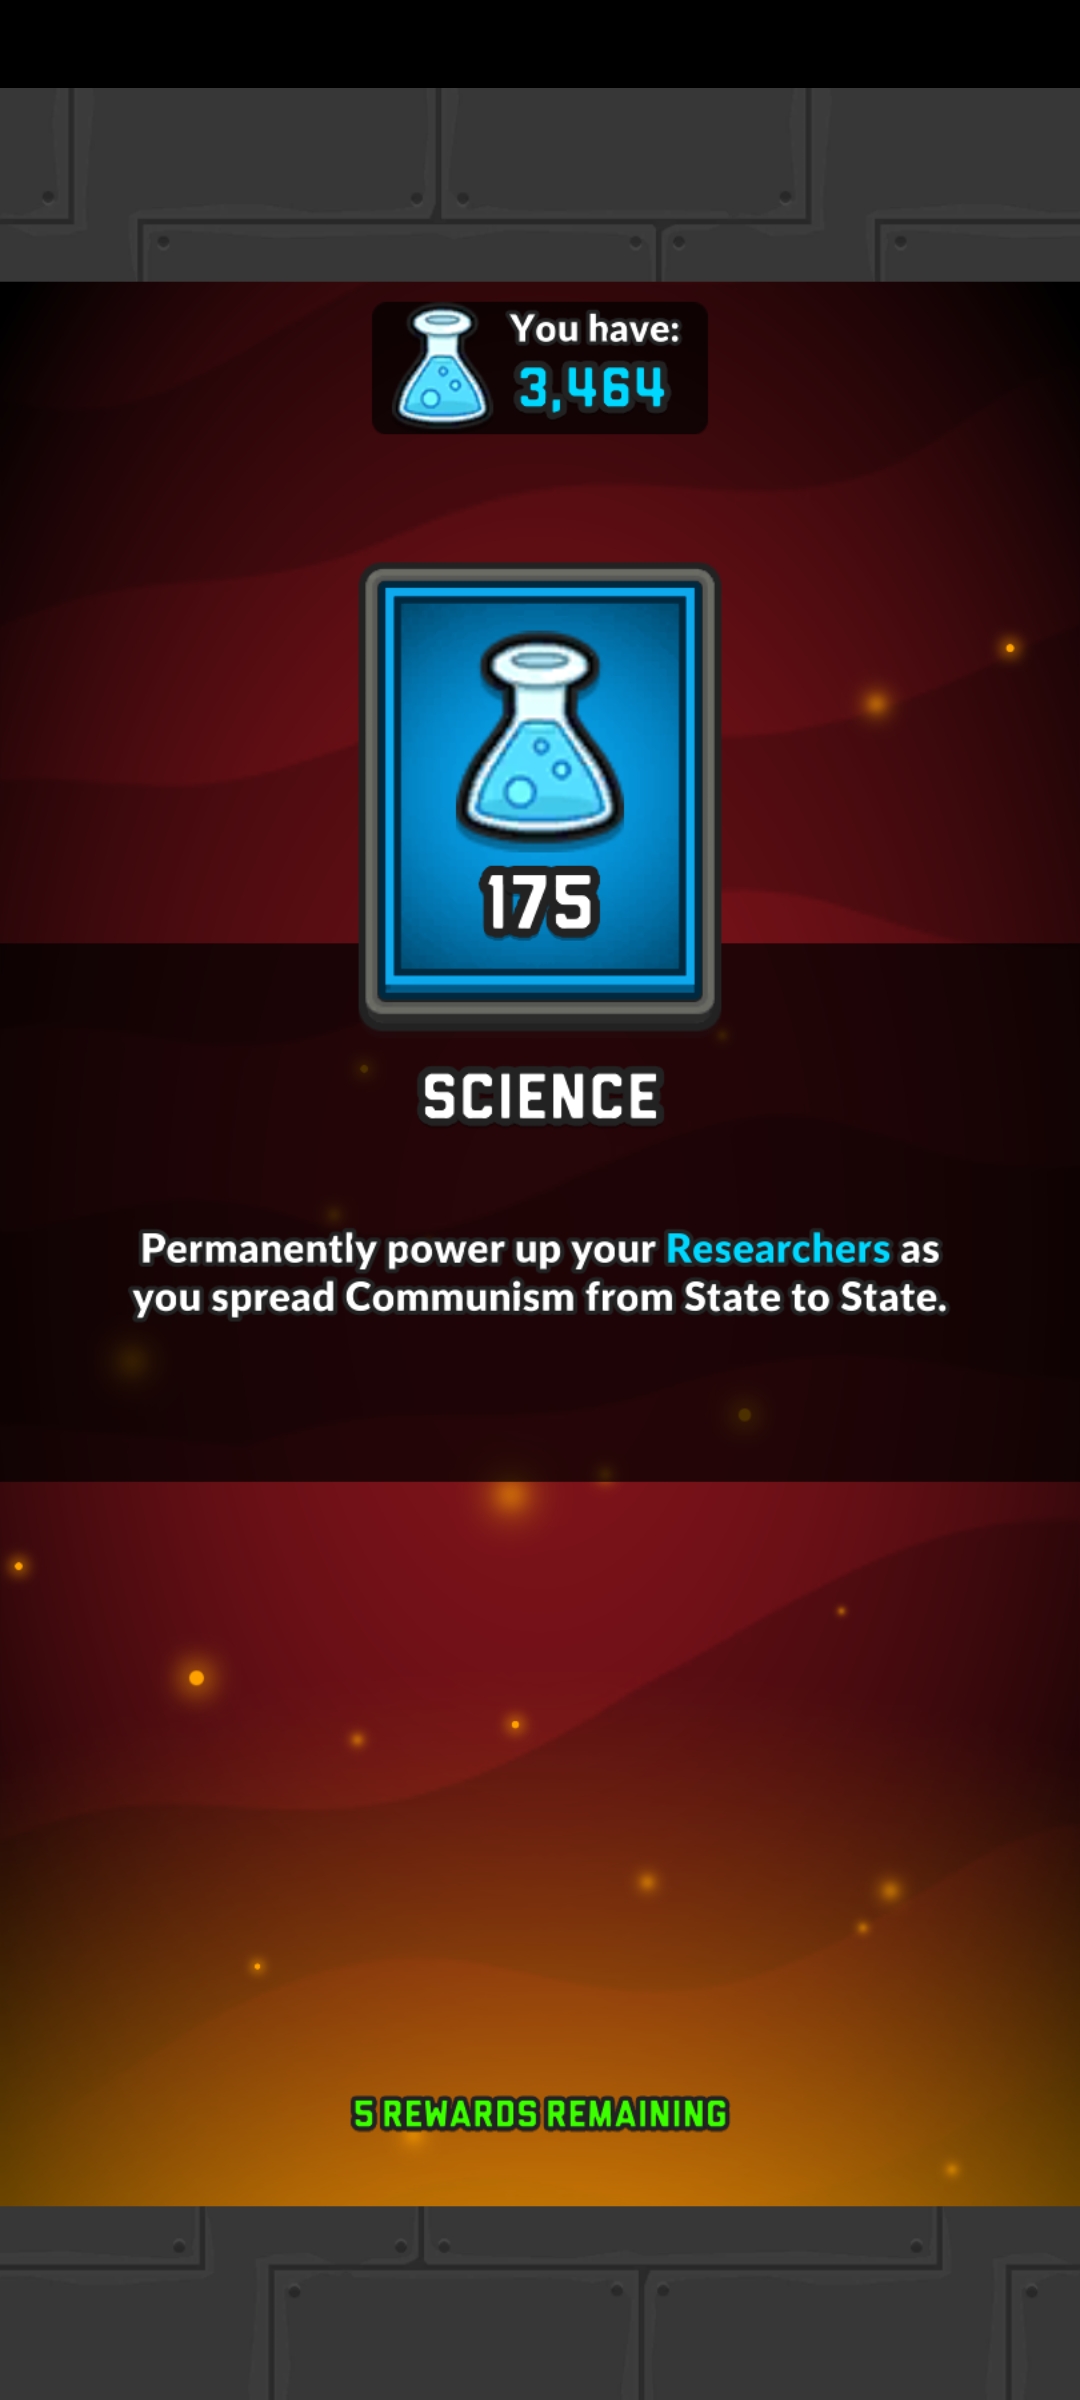 You have:
3,464
175
SCIENCE
Permanently power up your Researchers as
you spread Communism from State to State.
5 REWARDS REMAINING